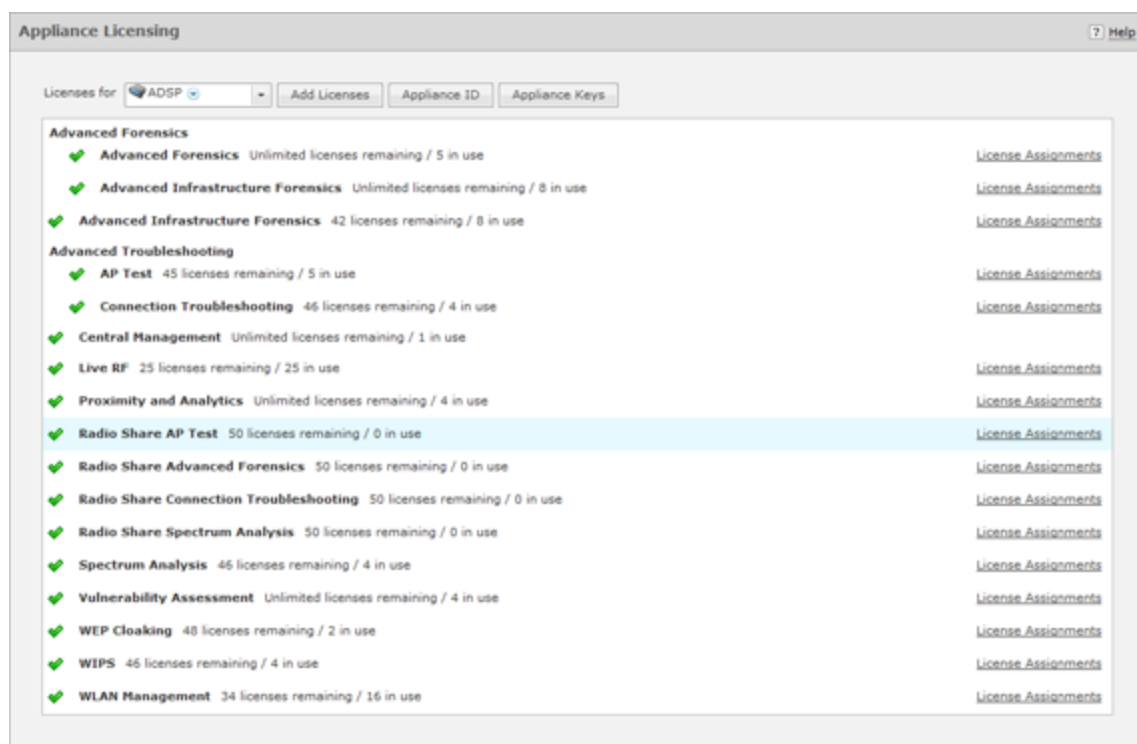 Appliance Licensing ? Help
Licenses for ADSP Add Licenses Appliance ID Appliance Keys
Advanced Forensics
Advanced Forensics Unlimited licenses remaining / 5 in use License Assignments
Advanced Infrastructure Forensics Unlimited licenses remaining / 8 in use License Assignments
Advanced Infrastructure Forensics 42 licenses remaining / 8 in use License Assignments
Advanced Troubleshooting
AP Test 45 licenses remaining / 5 in use License Assignments
Connection Troubleshooting 46 licenses remaining / 4 in use License Assignments
Central Management Unlimited licenses remaining / 1 in use
Live RF 25 licenses remaining / 25 in use License Assignments
Proximity and Analytics Unlimited licenses remaining / 4 in use License Assignments
Radio Share AP Test 50 licenses remaining / 0 in use License Assignments
Radio Share Advanced Forensics 50 licenses remaining / 0 in use License Assignments
Radio Share Connection Troubleshooting 50 licenses remaining / 0 in use License Assignments
Radio Share Spectrum Analysis 50 licenses remaining / 0 in use License Assignments
Spectrum Analysis 46 licenses remaining / 4 in use License Assignments
Vulnerability Assessment Unlimited licenses remaining / 4 in use License Assignments
WEP Cloaking 48 licenses remaining / 2 in use License Assignments
WIPS 46 licenses remaining / 4 in use License Assignments
WLAN Management 34 licenses remaining / 16 in use License Assignments